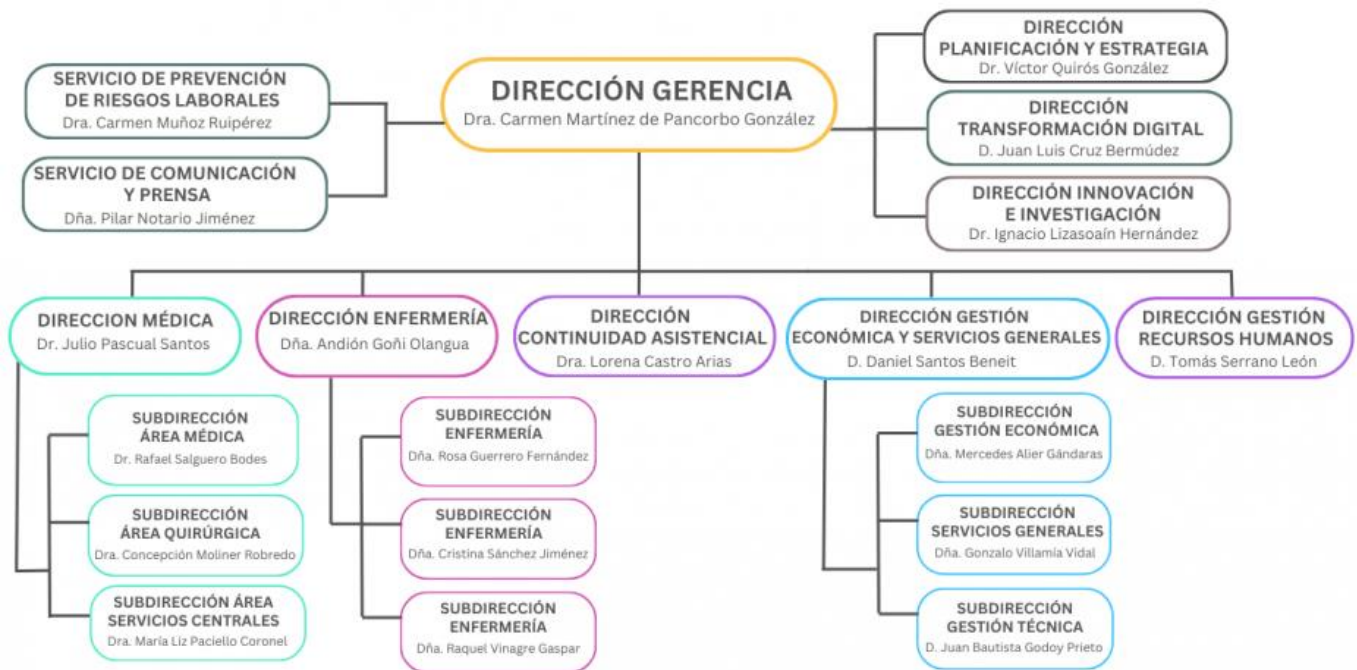 DIRECCIÓN GERENCIA
Dra. Carmen Martínez de Pancorbo González
SERVICIO DE PREVENCIÓN
DE RIESGOS LABORALES
Dra. Carmen Muñoz Ruipérez
SERVICIO DE COMUNICACIÓN
Y PRENSA
Dña. Pilar Notario Jiménez
DIRECCIÓN
PLANIFICACIÓN Y ESTRATEGIA
Dr. Víctor Quirós González
DIRECCIÓN
TRANSFORMACIÓN DIGITAL
D. Juan Luis Cruz Bermúdez
DIRECCIÓN INNOVACIÓN
E INVESTIGACIÓN
Dr. Ignacio Lizasoaín Hernández
DIRECCION MÉDICA
Dr. Julio Pascual Santos
SUBDIRECCIÓN
ÁREA MÉDICA
Dr. Rafael Salguero Bodes
SUBDIRECCIÓN
ÁREA QUIRÚRGICA
Dra. Concepción Moliner Robredo
SUBDIRECCIÓN ÁREA
SERVICIOS CENTRALES
Dra. María Liz Paciello Coronel
DIRECCIÓN ENFERMERÍA
Dña. Andión Goñi Olangua
SUBDIRECCIÓN
ENFERMERÍA
Dña. Rosa Guerrero Fernández
SUBDIRECCIÓN
ENFERMERÍA
Dña. Cristina Sánchez Jiménez
SUBDIRECCIÓN
ENFERMERÍA
Dña. Raquel Vinagre Gaspar
DIRECCIÓN
CONTINUIDAD ASISTENCIAL
Dra. Lorena Castro Arias
DIRECCIÓN GESTIÓN
ECONÓMICA Y SERVICIOS GENERALES
D. Daniel Santos Beneit
SUBDIRECCIÓN
GESTIÓN ECONÓMICA
Dña. Mercedes Alier Gándaras
SUBDIRECCIÓN
SERVICIOS GENERALES
Dña. Gonzalo Villamía Vidal
SUBDIRECCIÓN
GESTIÓN TÉCNICA
D. Juan Bautista Godoy Prieto
DIRECCIÓN GESTIÓN
RECURSOS HUMANOS
D. Tomás Serrano León